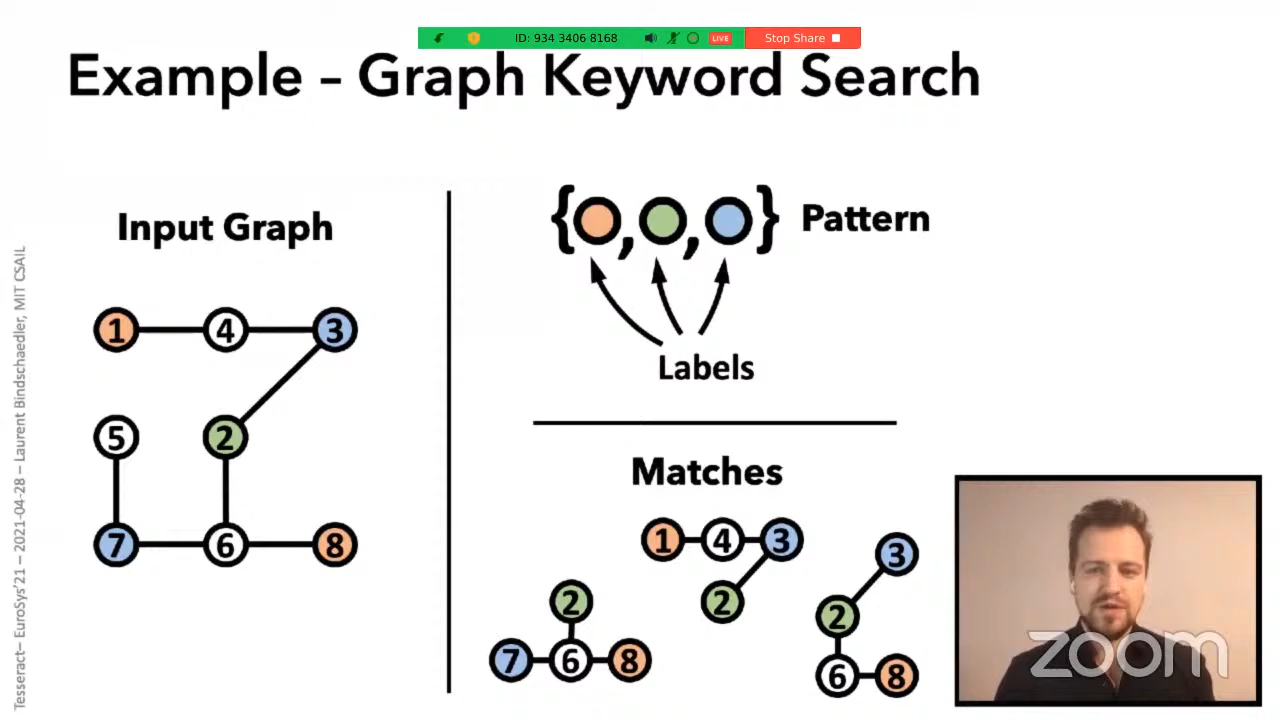 ID: 934 3406 8168 LIVE Stop Share
Example – Graph Keyword Search
Tesseract– EuroSys'21 – 2021-04-28 – Laurent Bindschaedler, MIT CSAIL
Input Graph
1 4 3
5 2
7 6 8
{ , , } Pattern
Labels
Matches
1 4 3
2
2
7 6 8
3
2
6 8
zoom